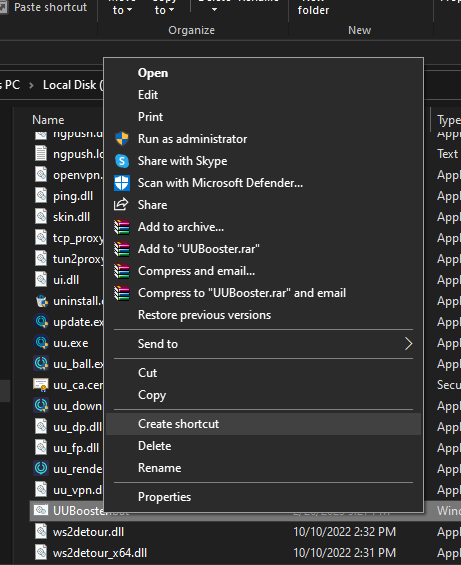 Paste shortcut
to
to
folder
Organize
New
PC
Local Disk (
Name
Type
ngpush.
Text
openvpn.
Appl
ping.dll
Appl
skin.dll
Appl
tcp_proxy
Appl
tun2proxy
Appl
ui.dll
Appl
uninstall.
Appl
update.ex
Appl
uu.exe
Appl
uu_ball.ex
Appl
uu_ca.cer
Secu
uu_down
Appl
uu_dp.dll
Appl
uu_fp.dll
Appl
uu_rende
Appl
uu_vpn.d
Appl
UUBooster.bat
Wind
ws2detour.dll
10/10/2022 2:32 PM
Appl
ws2detour_x64.dll
10/10/2022 2:31 PM
Appl
Open
Edit
Print
Run as administrator
Share with Skype
Scan with Microsoft Defender...
Share
Add to archive...
Add to "UUBooster.rar"
Compress and email...
Compress to "UUBooster.rar" and email
Restore previous versions
Send to
Cut
Copy
Create shortcut
Delete
Rename
Properties